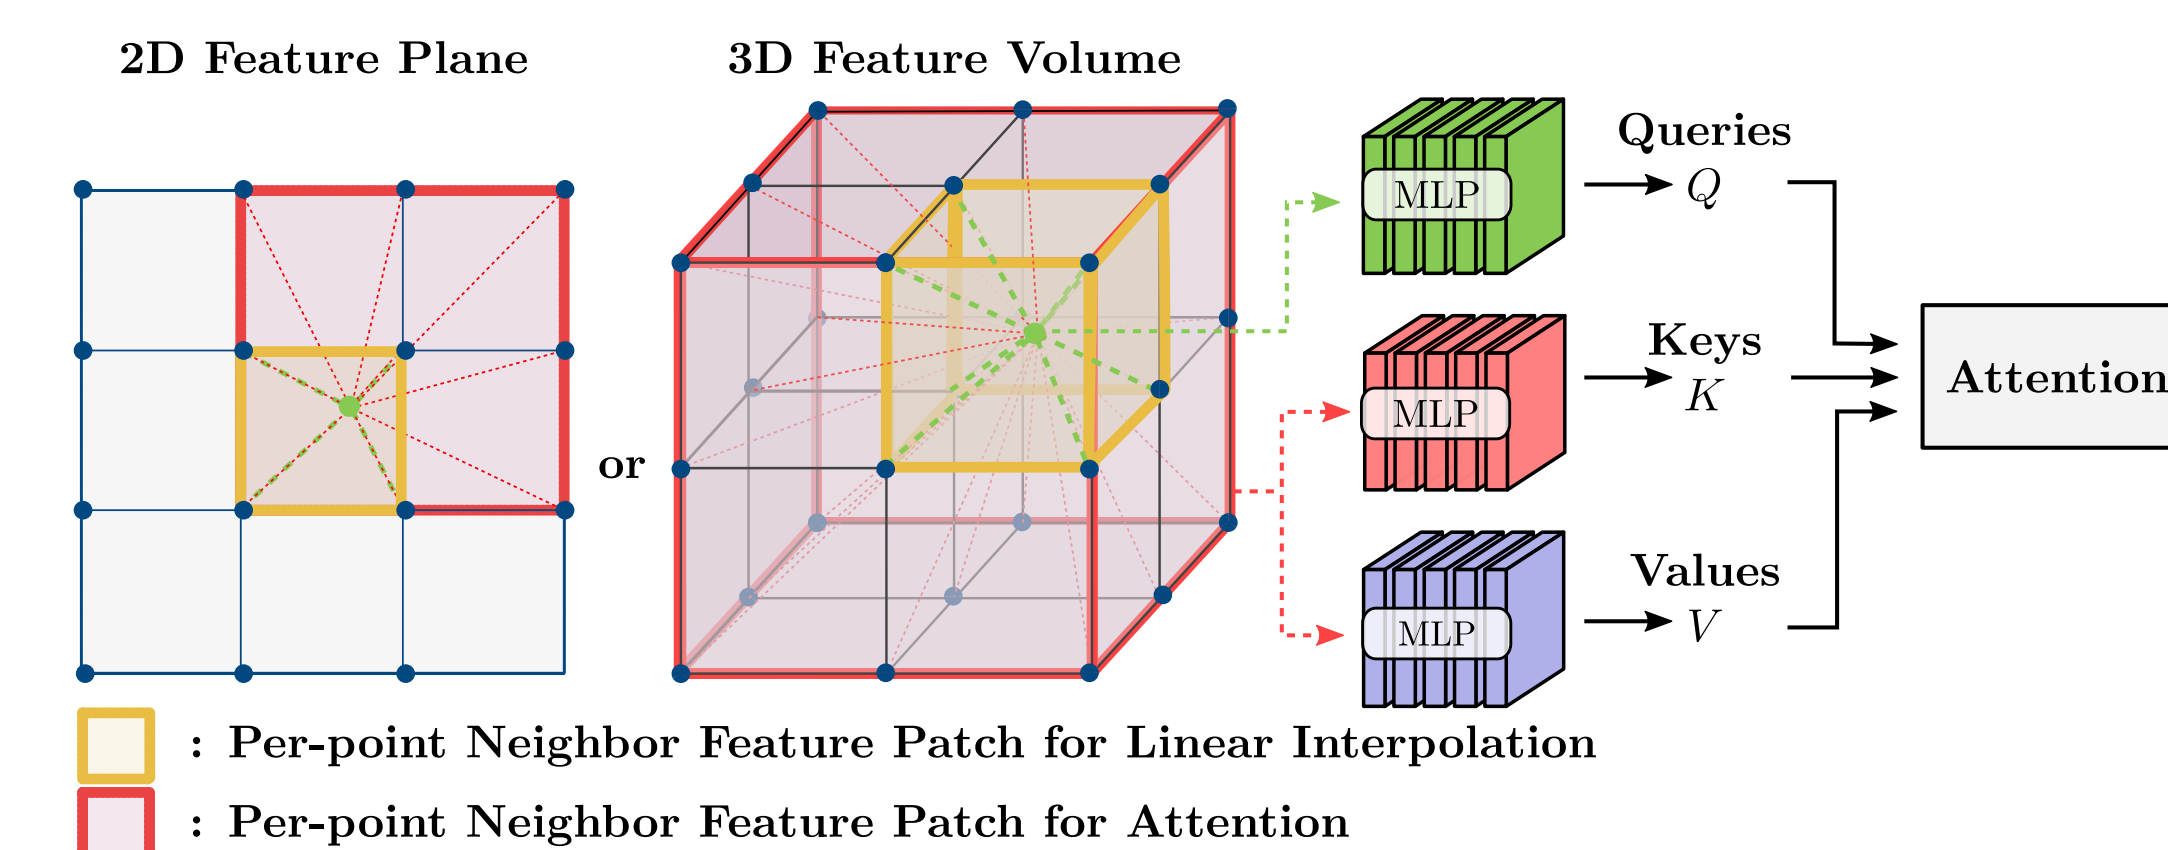 2D Feature Plane
3D Feature Volume
or
MLP
Queries
Q
MLP
Keys
K
Attention
MLP
Values
V
: Per-point Neighbor Feature Patch for Linear Interpolation
: Per-point Neighbor Feature Patch for Attention